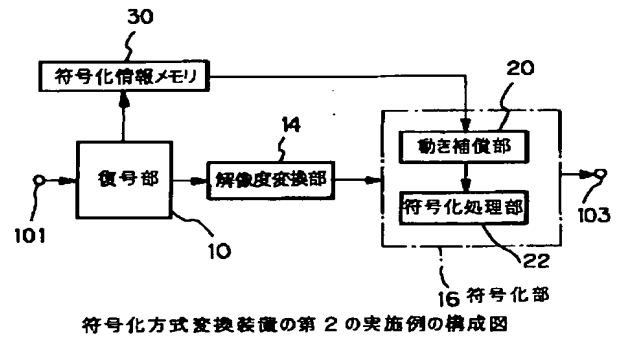 30
符号化情報メモリ
20
14
動き補償部
復号部
解像度変換部
符号化処理部
101
10
22
103
16 符号化部
符号化方式変換装置の第2の実施例の構成図